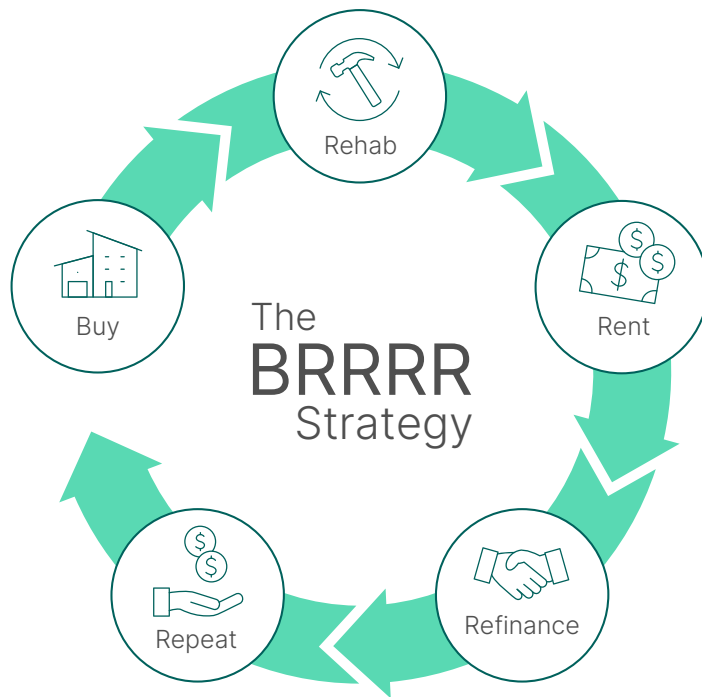 The
BRRRR
Strategy
Buy
Rehab
Rent
$
$
$
Refinance
Repeat
$
$